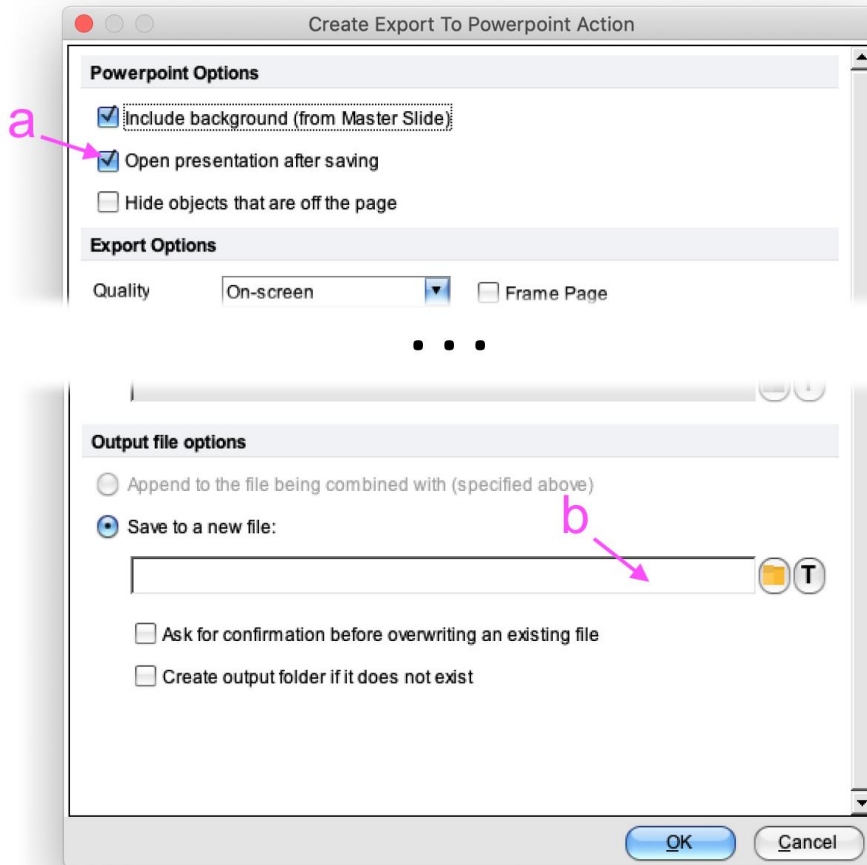 Create Export To Powerpoint Action
Powerpoint Options
a
Include background (from Master Slide)
Open presentation after saving
Hide objects that are off the page
Export Options
Quality On-screen Frame Page
...
Output file options
Append to the file being combined with (specified above)
b
Save to a new file:
T
Ask for confirmation before overwriting an existing file
Create output folder if it does not exist
OK Cancel